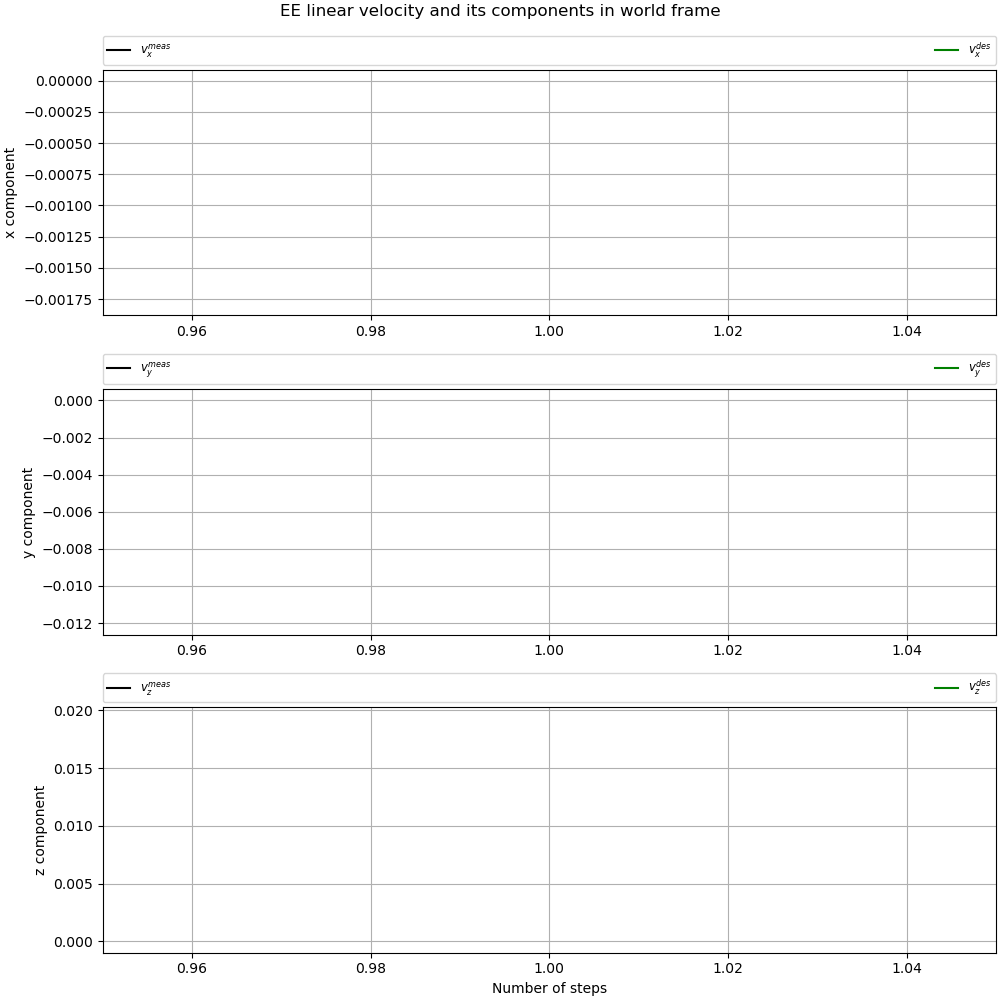 EE linear velocity and its components in world frame
v_x^{meas} v_x^{des}
0.00000
−0.00025
−0.00050
−0.00075
−0.00100
−0.00125
−0.00150
−0.00175
x component
0.96 0.98 1.00 1.02 1.04
v_y^{meas} v_y^{des}
0.000
−0.002
−0.004
−0.006
−0.008
−0.010
−0.012
y component
0.96 0.98 1.00 1.02 1.04
v_z^{meas} v_z^{des}
0.020
0.015
0.010
0.005
0.000
z component
0.96 0.98 1.00 1.02 1.04
Number of steps